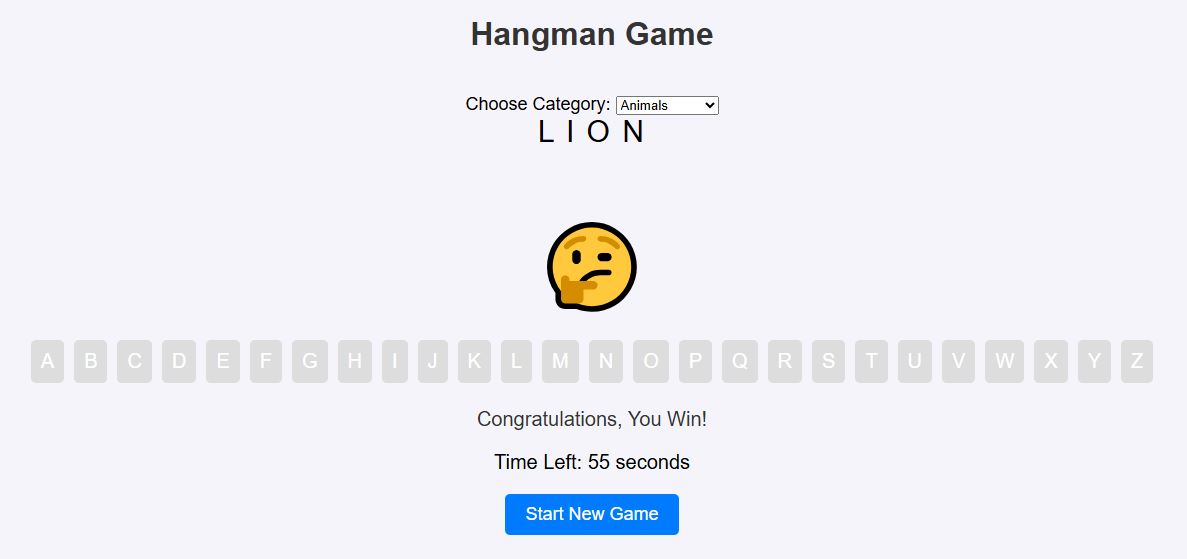 Hangman Game
Choose Category: Animals
L I O N
A B C D E F G H I J K L M N O P Q R S T U V W X Y Z
Congratulations, You Win!
Time Left: 55 seconds
Start New Game